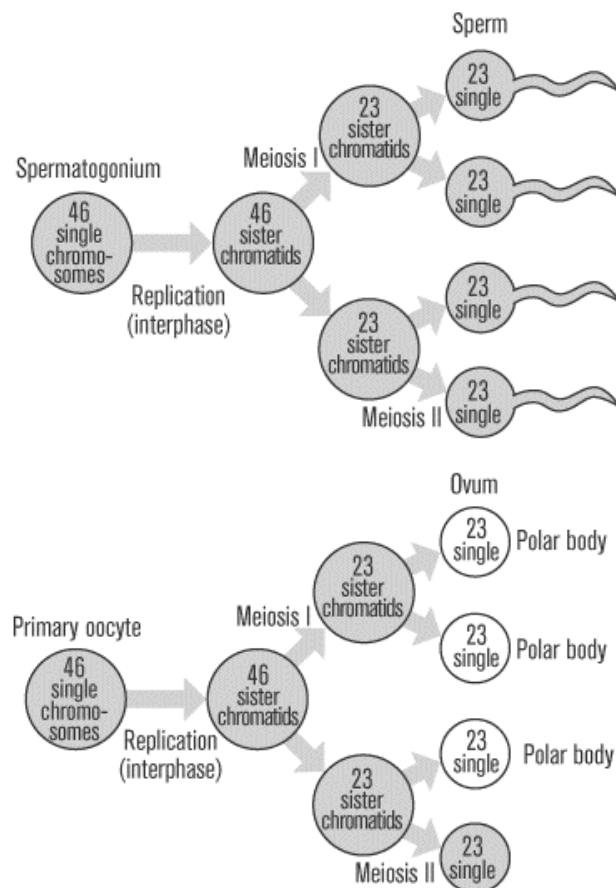 Sperm
23
single
23
sister
chromatids
Meiosis I
Spermatogonium
23
single
46
single
chromo-
somes
46
sister
chromatids
Replication
(interphase)
23
single
23
sister
chromatids
Meiosis II
23
single
Ovum
23
single
Polar body
23
sister
chromatids
Meiosis I
Primary oocyte
23
single
Polar body
46
single
chromo-
somes
46
sister
chromatids
Replication
(interphase)
23
single
Polar body
23
sister
chromatids
Meiosis II
23
single